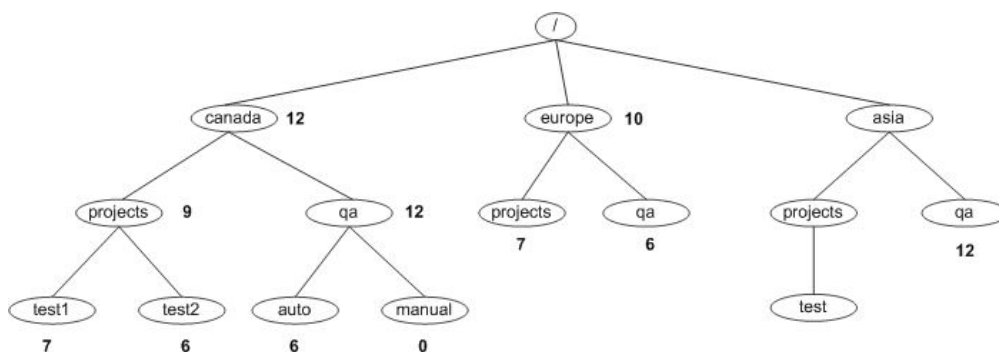 /
canada 12 europe 10 asia
projects 9 qa 12 projects qa projects qa
7 6 12
test1 test2 auto manual test
7 6 6 0